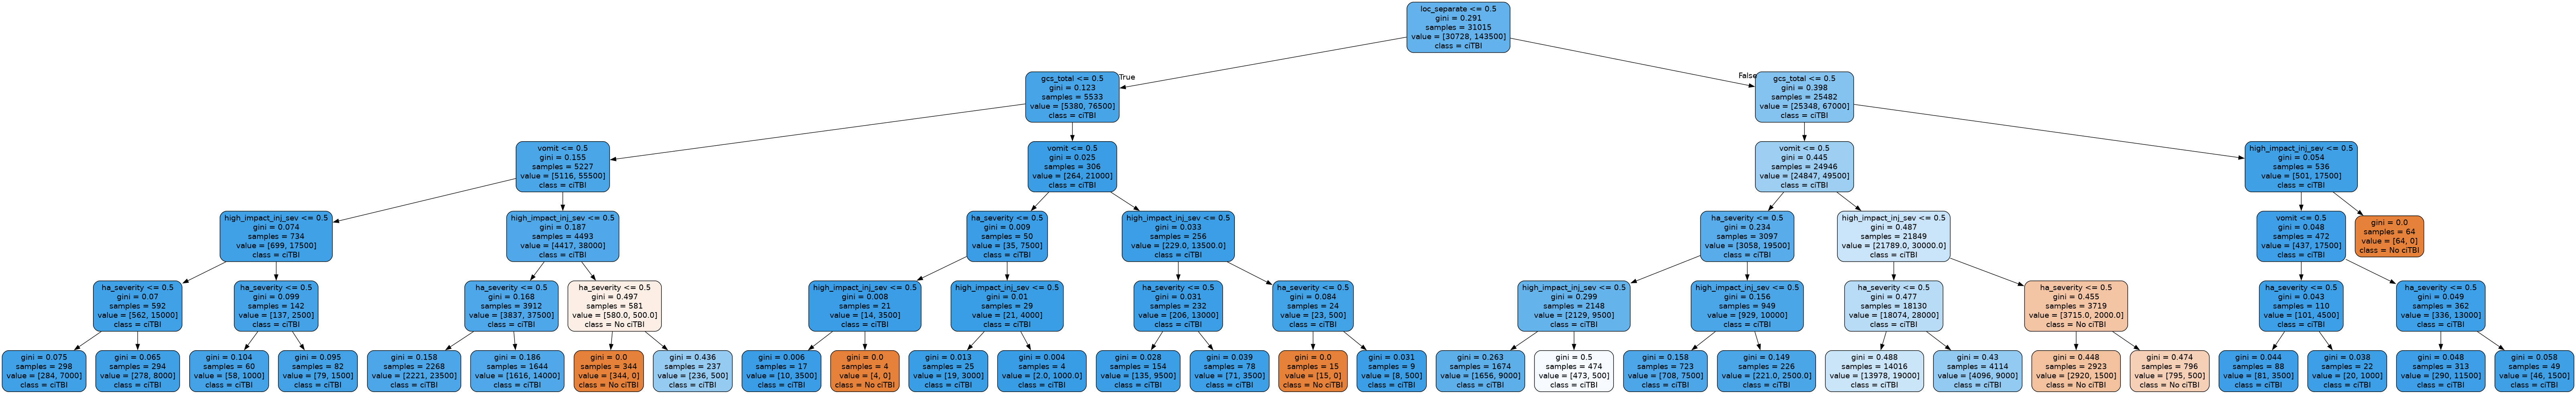 loc_separate <= 0.5
gini = 0.291
samples = 31015
value = [30728, 143500]
class = ciTBI
True
False
gcs_total <= 0.5
gini = 0.123
samples = 5533
value = [5380, 76500]
class = ciTBI
gcs_total <= 0.5
gini = 0.398
samples = 25482
value = [25348, 67000]
class = ciTBI
vomit <= 0.5
gini = 0.155
samples = 5227
value = [5116, 55500]
class = ciTBI
vomit <= 0.5
gini = 0.025
samples = 306
value = [264, 21000]
class = ciTBI
vomit <= 0.5
gini = 0.445
samples = 24946
value = [24847, 49500]
class = ciTBI
high_impact_inj_sev <= 0.5
gini = 0.054
samples = 536
value = [501, 17500]
class = ciTBI
high_impact_inj_sev <= 0.5
gini = 0.074
samples = 734
value = [699, 17500]
class = ciTBI
high_impact_inj_sev <= 0.5
gini = 0.187
samples = 4493
value = [4417, 38000]
class = ciTBI
ha_severity <= 0.5
gini = 0.009
samples = 50
value = [35, 7500]
class = ciTBI
high_impact_inj_sev <= 0.5
gini = 0.033
samples = 256
value = [229.0, 13500.0]
class = ciTBI
ha_severity <= 0.5
gini = 0.234
samples = 3097
value = [3058, 19500]
class = ciTBI
high_impact_inj_sev <= 0.5
gini = 0.487
samples = 21849
value = [21789.0, 30000.0]
class = ciTBI
vomit <= 0.5
gini = 0.048
samples = 472
value = [437, 17500]
class = ciTBI
gini = 0.0
samples = 64
value = [64, 0]
class = No ciTBI
ha_severity <= 0.5
gini = 0.07
samples = 592
value = [562, 15000]
class = ciTBI
ha_severity <= 0.5
gini = 0.099
samples = 142
value = [137, 2500]
class = ciTBI
ha_severity <= 0.5
gini = 0.168
samples = 3912
value = [3837, 37500]
class = ciTBI
ha_severity <= 0.5
gini = 0.497
samples = 581
value = [580.0, 500.0]
class = No ciTBI
high_impact_inj_sev <= 0.5
gini = 0.008
samples = 21
value = [14, 3500]
class = ciTBI
high_impact_inj_sev <= 0.5
gini = 0.01
samples = 29
value = [21, 4000]
class = ciTBI
ha_severity <= 0.5
gini = 0.031
samples = 232
value = [206, 13000]
class = ciTBI
ha_severity <= 0.5
gini = 0.084
samples = 24
value = [23, 500]
class = ciTBI
high_impact_inj_sev <= 0.5
gini = 0.299
samples = 2148
value = [2129, 9500]
class = ciTBI
high_impact_inj_sev <= 0.5
gini = 0.156
samples = 949
value = [929, 10000]
class = ciTBI
ha_severity <= 0.5
gini = 0.477
samples = 18130
value = [18074, 28000]
class = ciTBI
ha_severity <= 0.5
gini = 0.455
samples = 3719
value = [3715.0, 2000.0]
class = No ciTBI
ha_severity <= 0.5
gini = 0.043
samples = 110
value = [101, 4500]
class = ciTBI
ha_severity <= 0.5
gini = 0.049
samples = 362
value = [336, 13000]
class = ciTBI
gini = 0.075
samples = 298
value = [284, 7000]
class = ciTBI
gini = 0.065
samples = 294
value = [278, 8000]
class = ciTBI
gini = 0.104
samples = 60
value = [58, 1000]
class = ciTBI
gini = 0.095
samples = 82
value = [79, 1500]
class = ciTBI
gini = 0.158
samples = 2268
value = [2221, 23500]
class = ciTBI
gini = 0.186
samples = 1644
value = [1616, 14000]
class = ciTBI
gini = 0.0
samples = 344
value = [344, 0]
class = No ciTBI
gini = 0.436
samples = 237
value = [236, 500]
class = ciTBI
gini = 0.006
samples = 17
value = [10, 3500]
class = ciTBI
gini = 0.0
samples = 4
value = [4, 0]
class = No ciTBI
gini = 0.013
samples = 25
value = [19, 3000]
class = ciTBI
gini = 0.004
samples = 4
value = [2.0, 1000.0]
class = ciTBI
gini = 0.028
samples = 154
value = [135, 9500]
class = ciTBI
gini = 0.039
samples = 78
value = [71, 3500]
class = ciTBI
gini = 0.0
samples = 15
value = [15, 0]
class = No ciTBI
gini = 0.031
samples = 9
value = [8, 500]
class = ciTBI
gini = 0.263
samples = 1674
value = [1656, 9000]
class = ciTBI
gini = 0.5
samples = 474
value = [473, 500]
class = ciTBI
gini = 0.158
samples = 723
value = [708, 7500]
class = ciTBI
gini = 0.149
samples = 226
value = [221.0, 2500.0]
class = ciTBI
gini = 0.488
samples = 14016
value = [13978, 19000]
class = ciTBI
gini = 0.43
samples = 4114
value = [4096, 9000]
class = ciTBI
gini = 0.448
samples = 2923
value = [2920, 1500]
class = No ciTBI
gini = 0.474
samples = 796
value = [795, 500]
class = No ciTBI
gini = 0.044
samples = 88
value = [81, 3500]
class = ciTBI
gini = 0.038
samples = 22
value = [20, 1000]
class = ciTBI
gini = 0.048
samples = 313
value = [290, 11500]
class = ciTBI
gini = 0.058
samples = 49
value = [46, 1500]
class = ciTBI